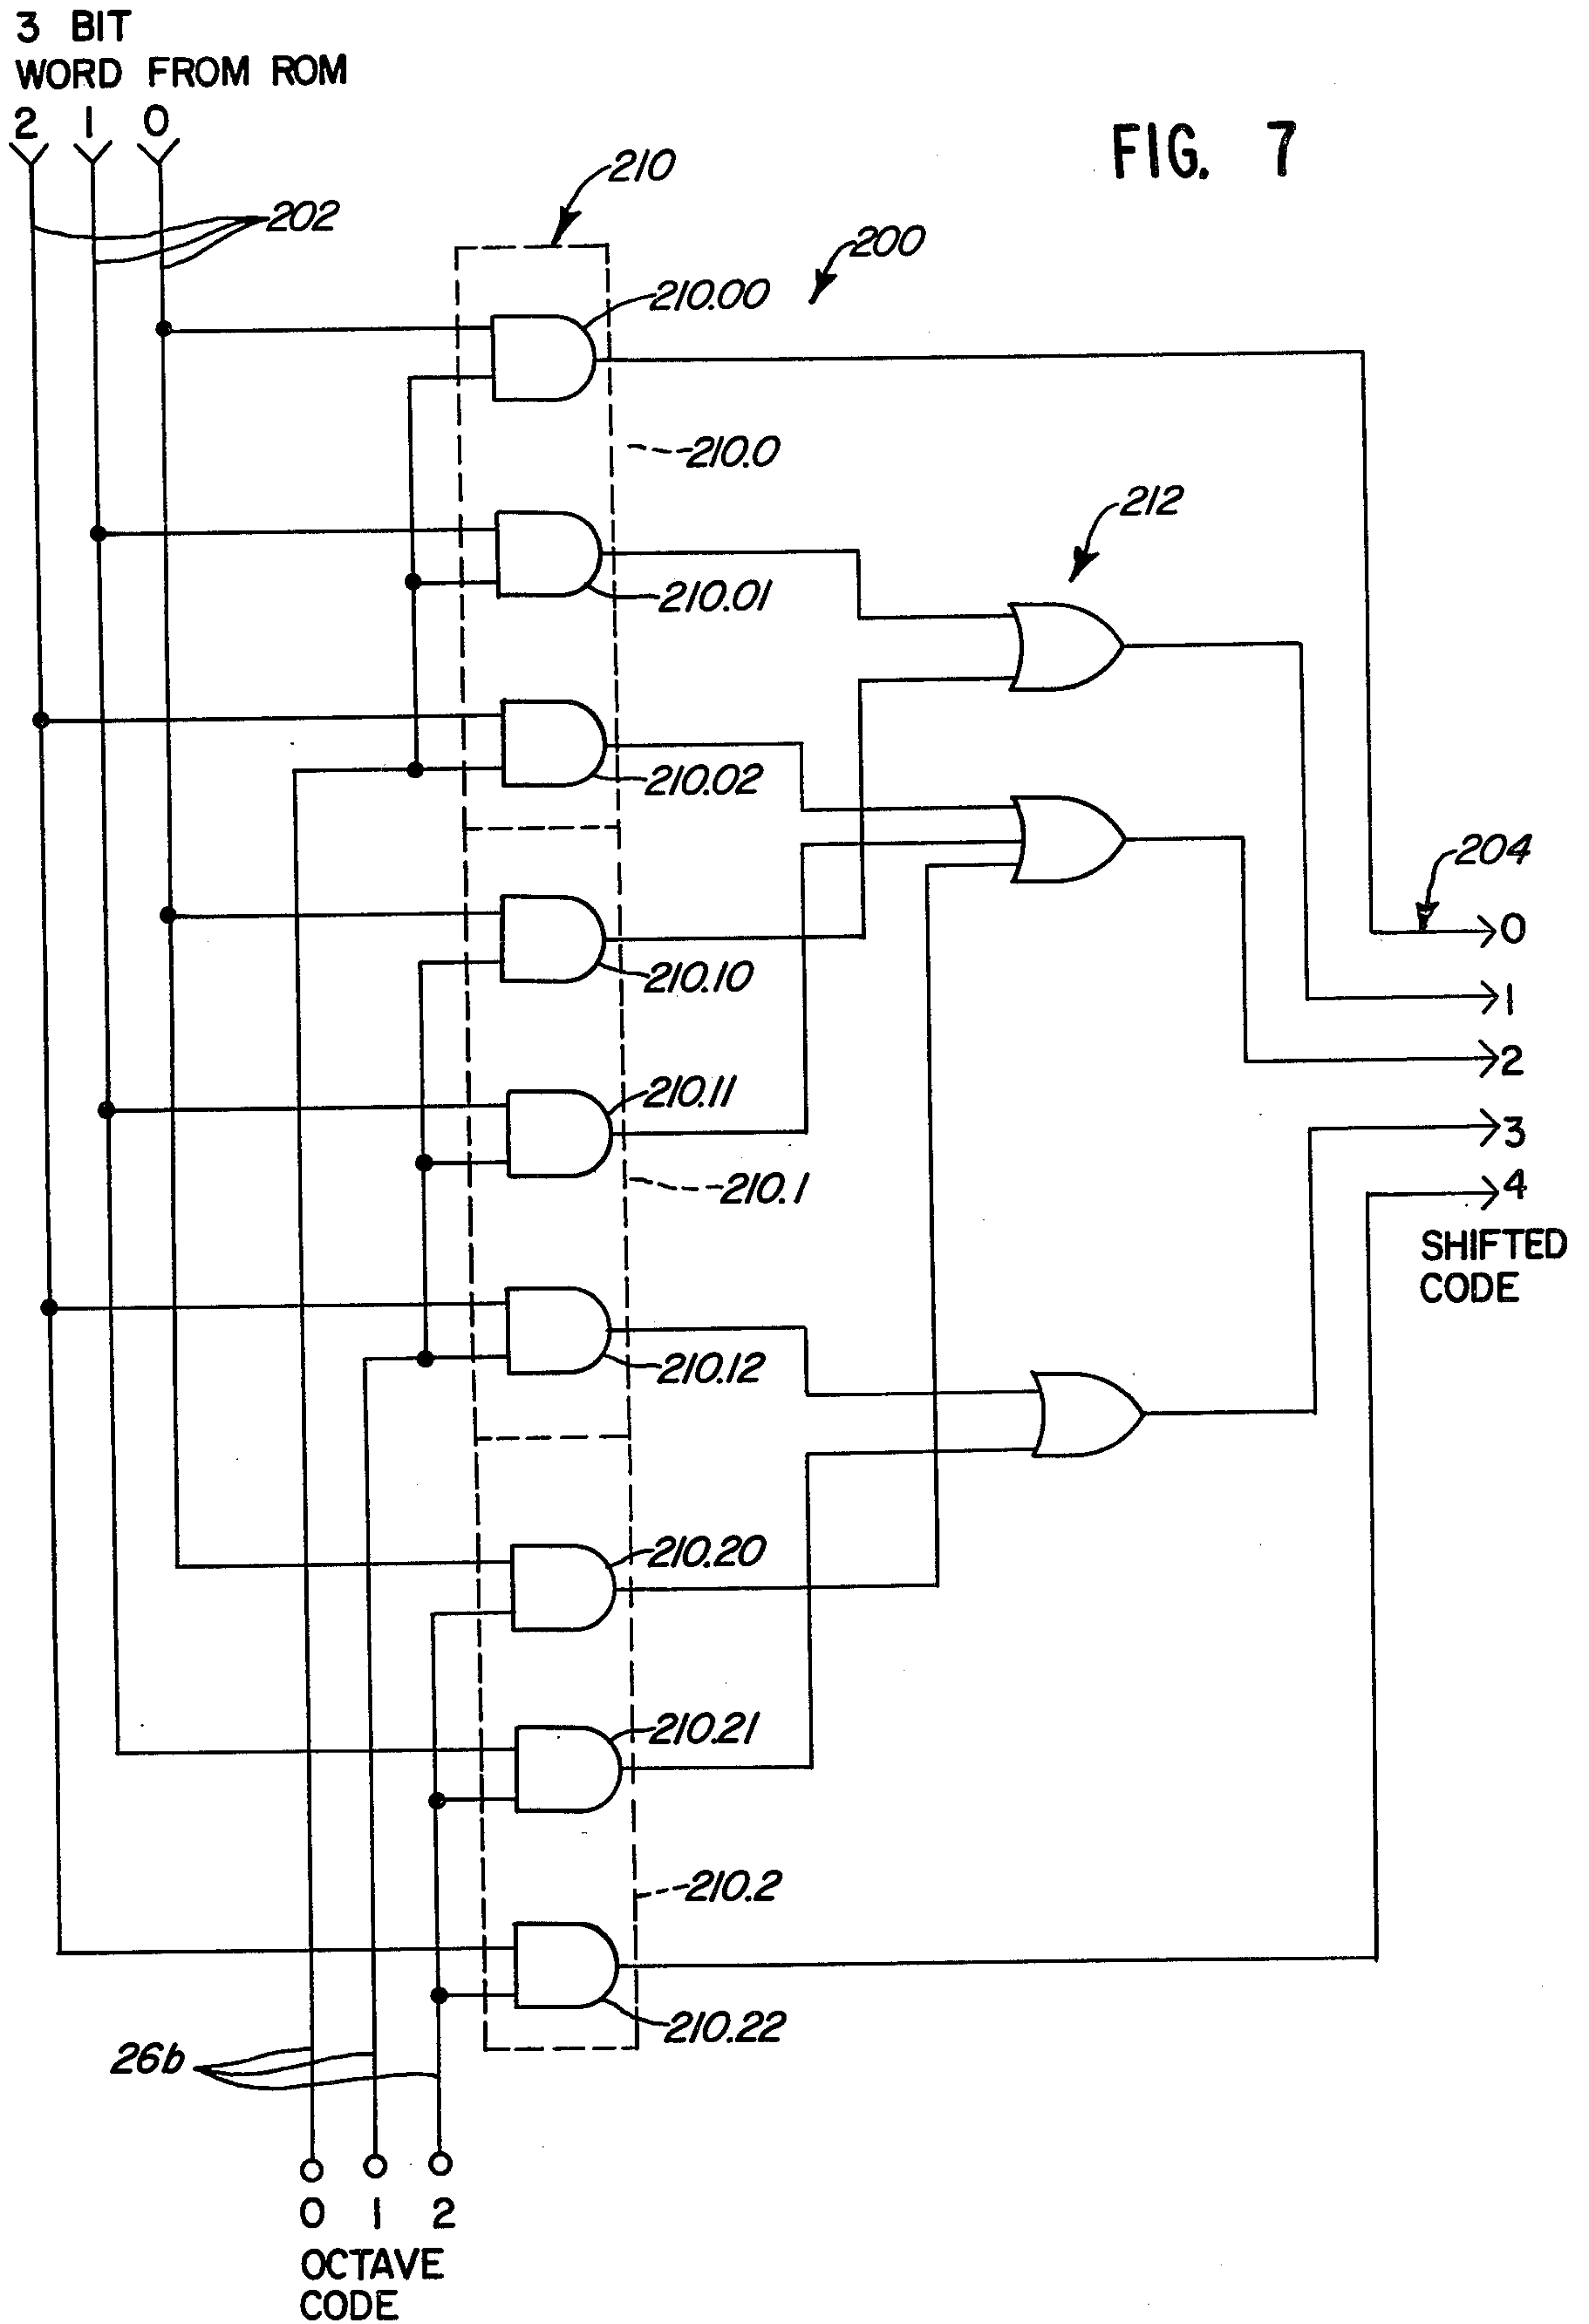 3 BIT
WORD FROM ROM
2 1 0
FIG. 7
202
210
200
210.00
210.0
212
210.01
210.02
204
0
210.10
1
2
210.11
3
210.1
4
SHIFTED
CODE
210.12
210.20
210.21
210.2
210.22
26b
0 1 2
OCTAVE
CODE